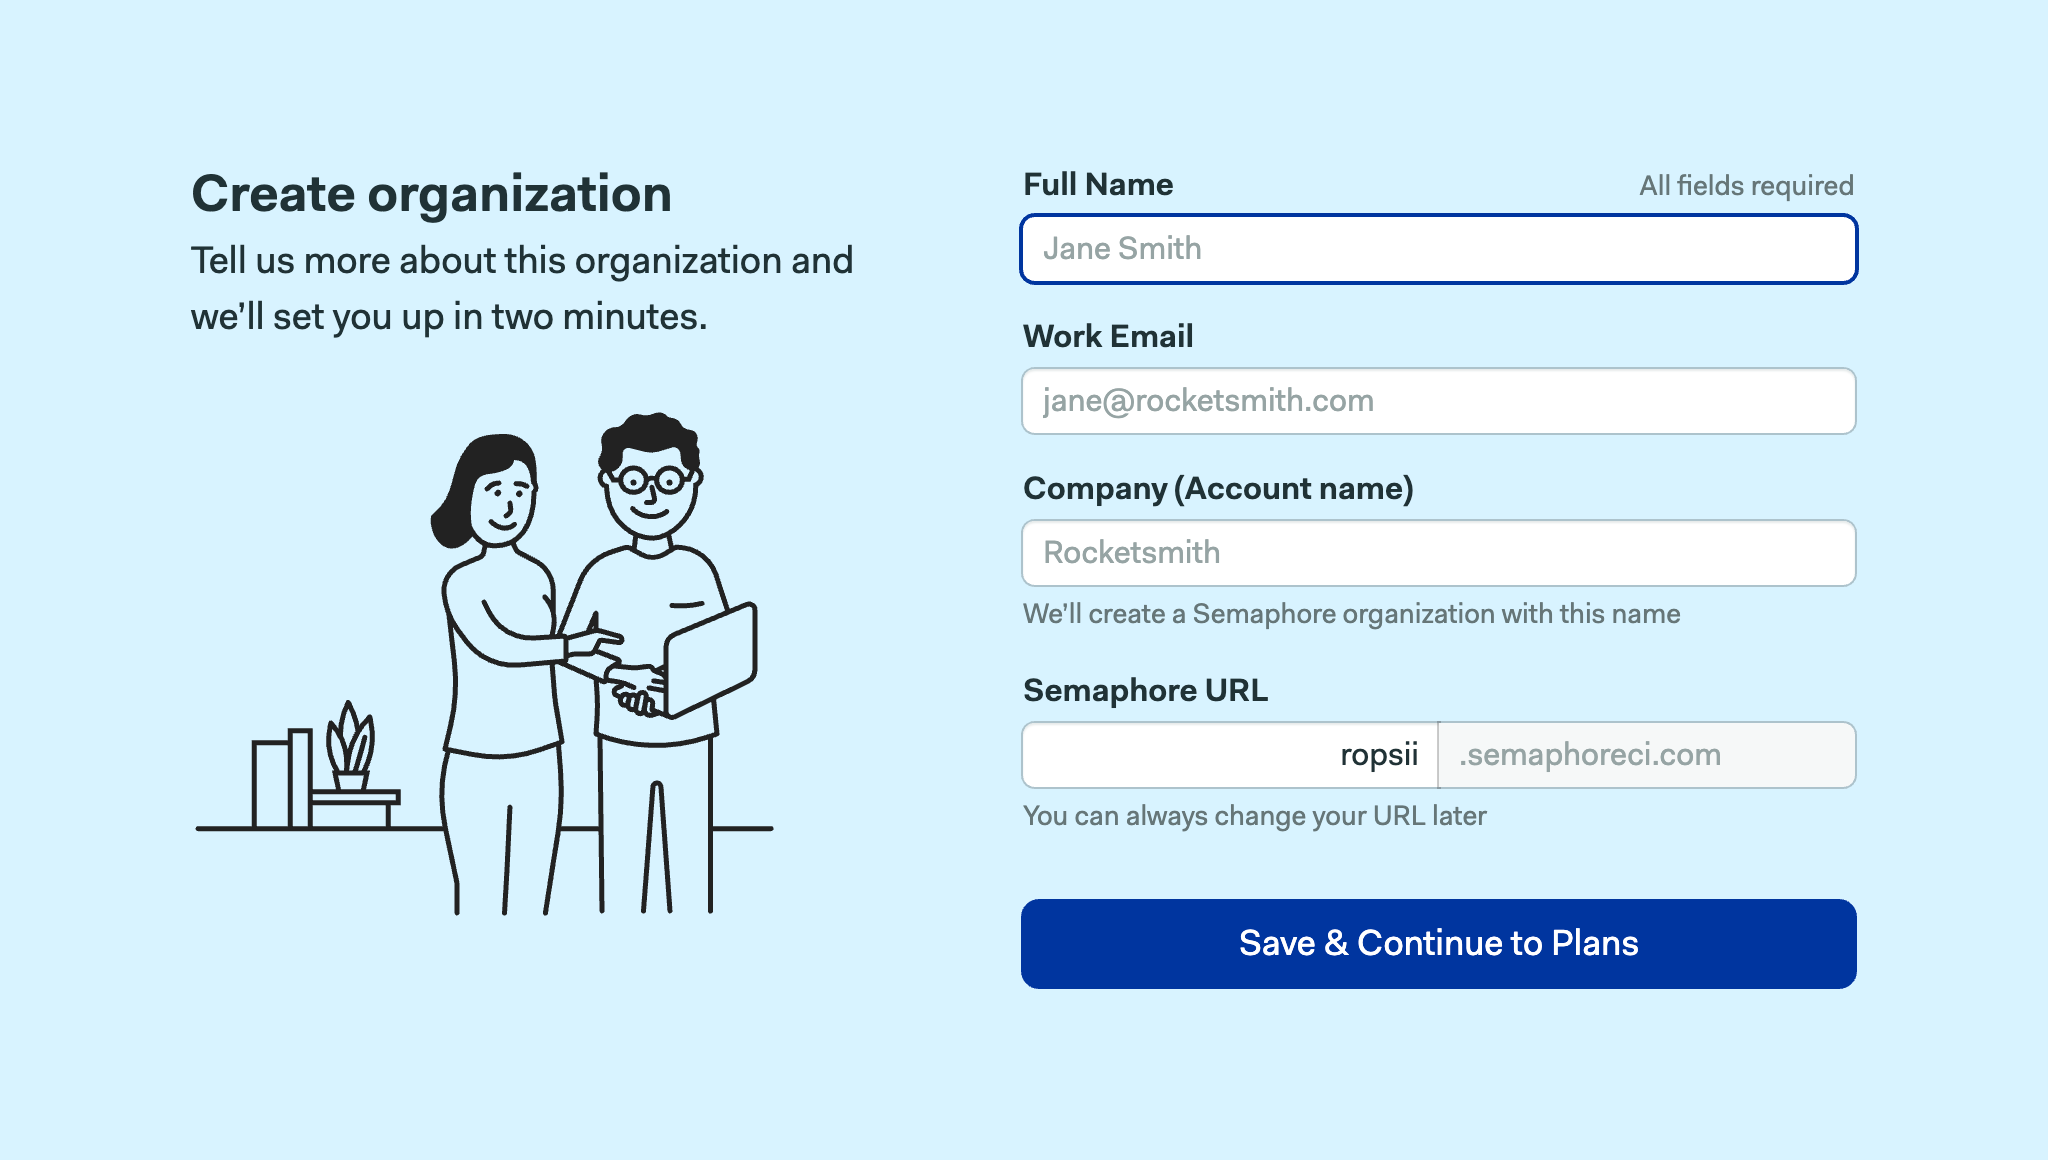 Create organization
Tell us more about this organization and
we’ll set you up in two minutes.
Full Name
All fields required
Jane Smith
Work Email
jane@rocketsmith.com
Company (Account name)
Rocketsmith
We’ll create a Semaphore organization with this name
Semaphore URL
ropsii .semaphoreci.com
You can always change your URL later
Save & Continue to Plans